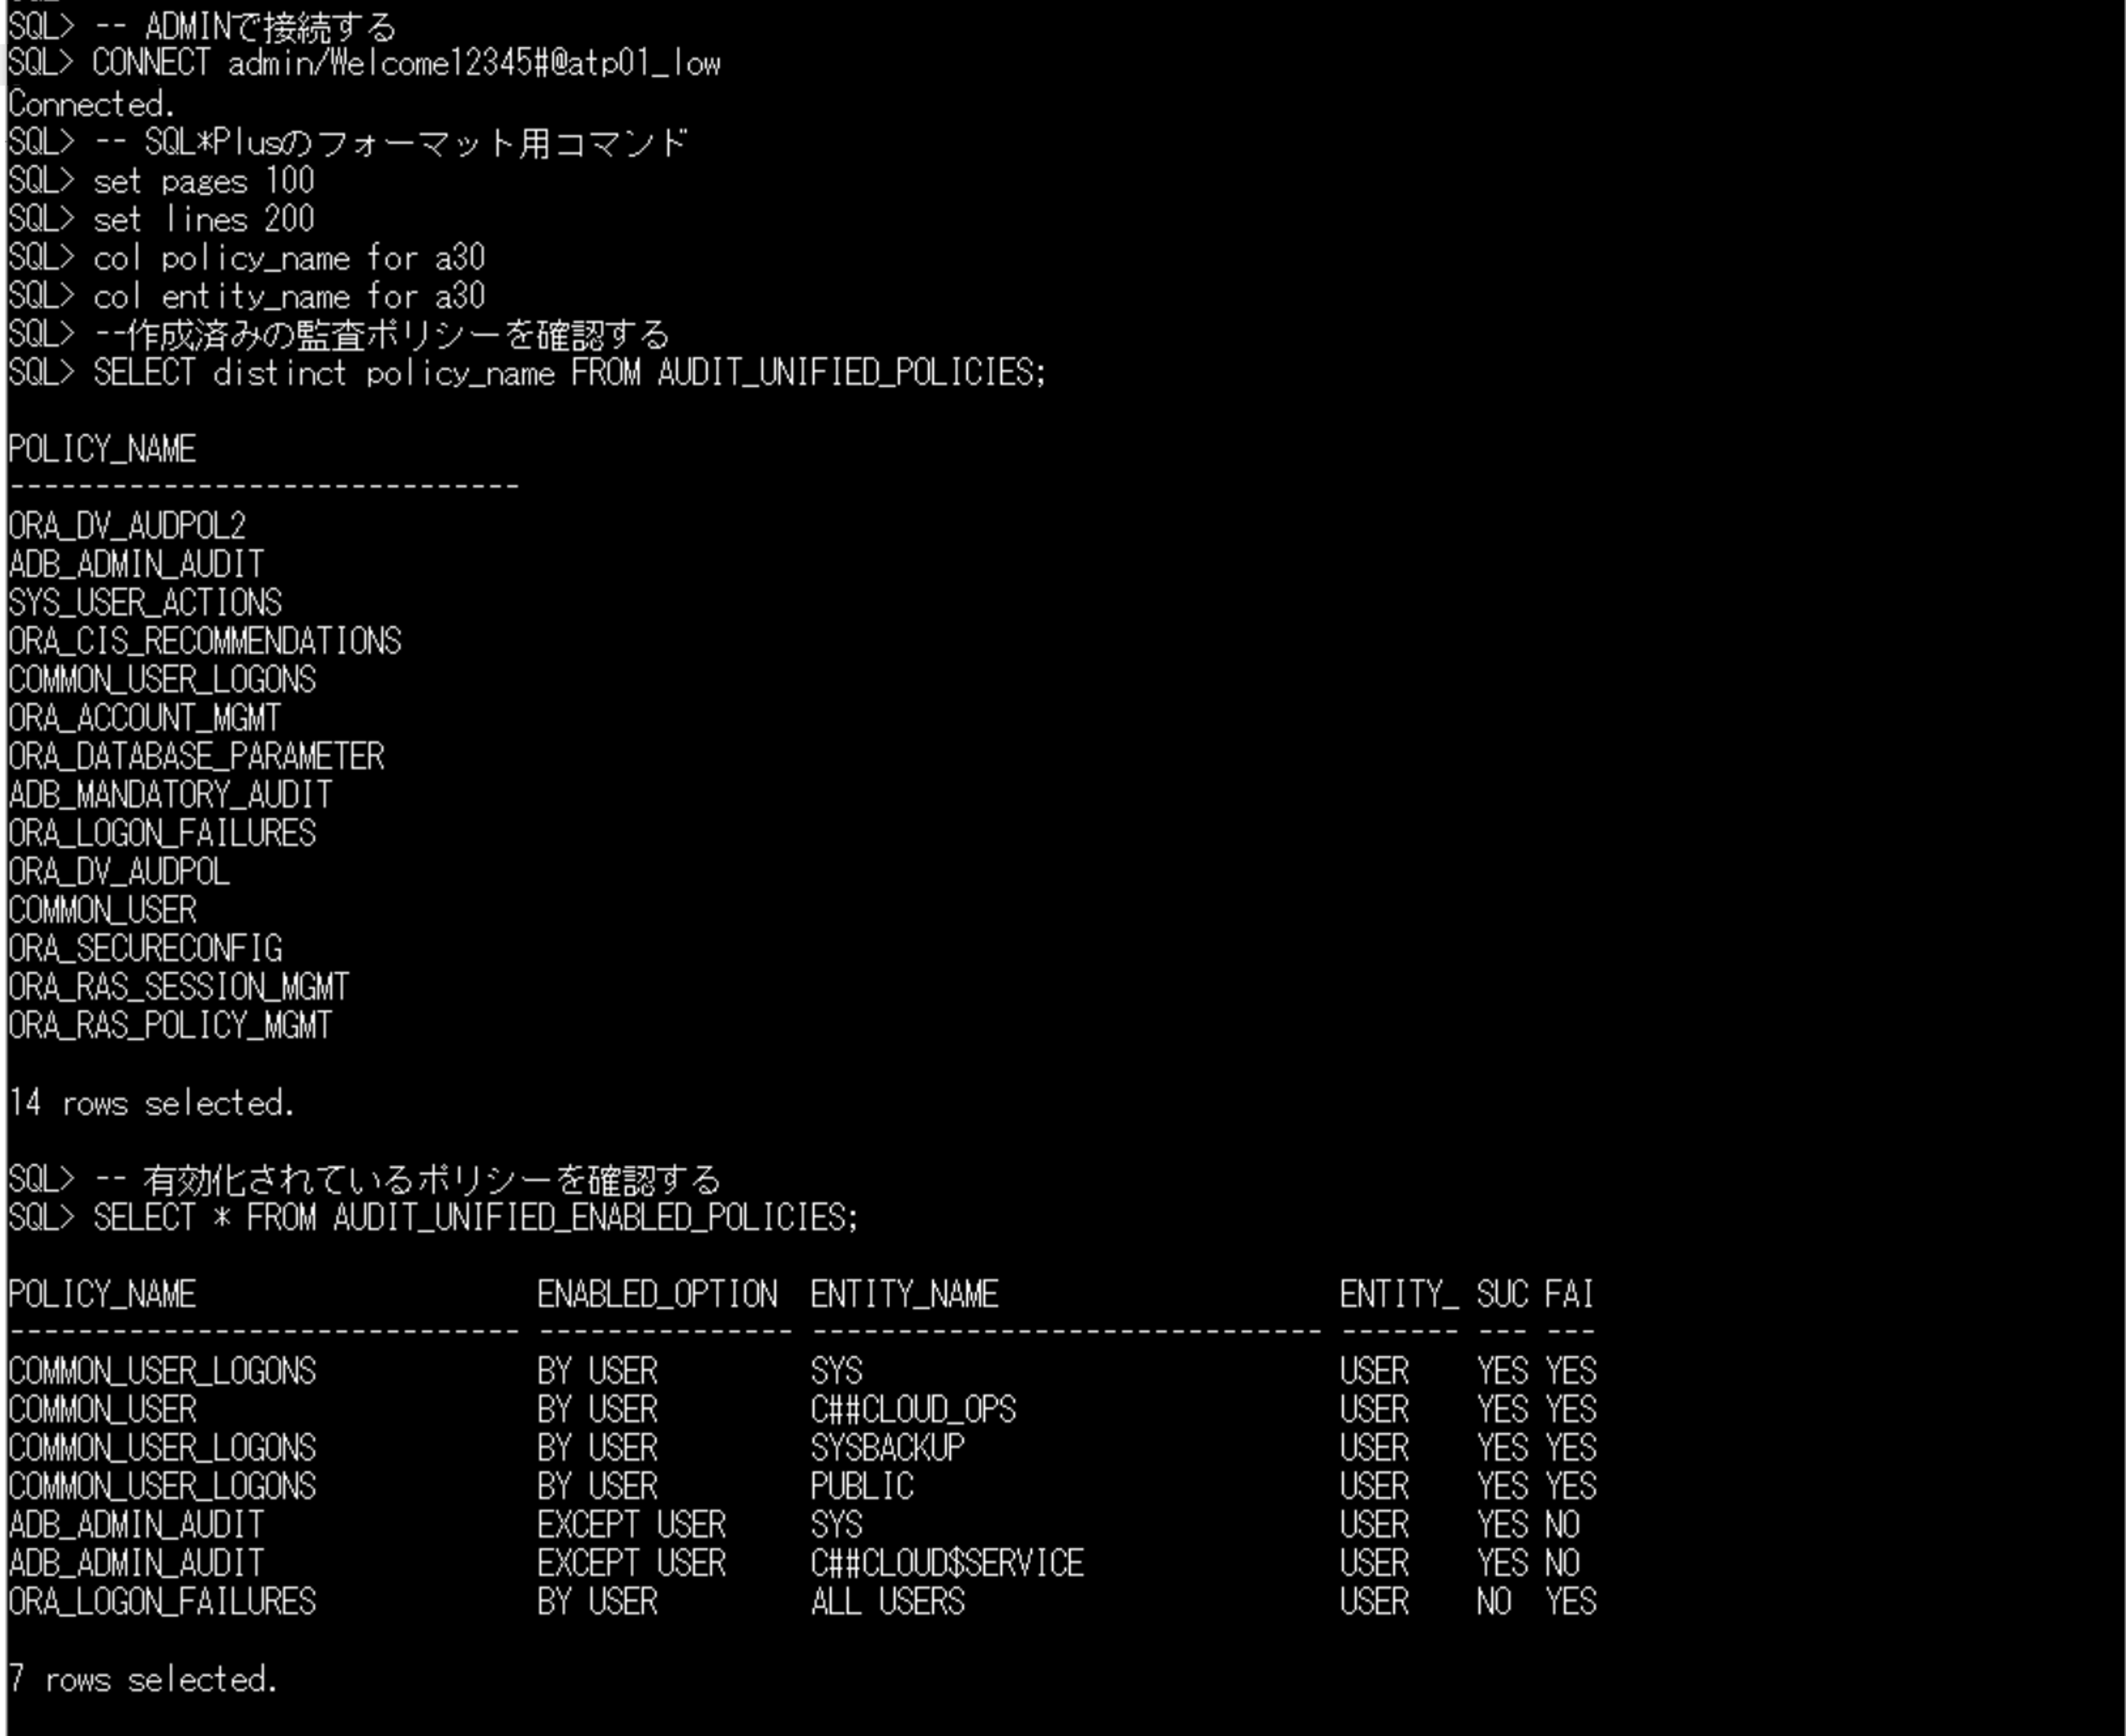 SQL> -- ADMINで接続する
SQL> CONNECT admin/Welcome12345#@atp01_low
Connected.
SQL> -- SQL*Plusのフォーマット用コマンド
SQL> set pages 100
SQL> set lines 200
SQL> col policy_name for a30
SQL> col entity_name for a30
SQL> --作成済みの監査ポリシーを確認する
SQL> SELECT distinct policy_name FROM AUDIT_UNIFIED_POLICIES;
POLICY_NAME
------------------------------
ORA_DV_AUDPOL2
ADB_ADMIN_AUDIT
SYS_USER_ACTIONS
ORA_CIS_RECOMMENDATIONS
COMMON_USER_LOGONS
ORA_ACCOUNT_MGMT
ORA_DATABASE_PARAMETER
ADB_MANDATORY_AUDIT
ORA_LOGON_FAILURES
ORA_DV_AUDPOL
COMMON_USER
ORA_SECURECONFIG
ORA_RAS_SESSION_MGMT
ORA_RAS_POLICY_MGMT
14 rows selected.
SQL> -- 有効化されているポリシーを確認する
SQL> SELECT * FROM AUDIT_UNIFIED_ENABLED_POLICIES;
POLICY_NAME                    ENABLED_OPTION  ENTITY_NAME                    ENTITY_ SUC FAI
------------------------------ --------------- ------------------------------ ------- --- ---
COMMON_USER_LOGONS             BY USER         SYS                            USER    YES YES
COMMON_USER                    BY USER         C##CLOUD_OPS                   USER    YES YES
COMMON_USER_LOGONS             BY USER         SYSBACKUP                      USER    YES YES
COMMON_USER_LOGONS             BY USER         PUBLIC                         USER    YES YES
ADB_ADMIN_AUDIT                EXCEPT USER     SYS                            USER    YES NO
ADB_ADMIN_AUDIT                EXCEPT USER     C##CLOUD$SERVICE               USER    YES NO
ORA_LOGON_FAILURES             BY USER         ALL USERS                      USER    NO  YES
7 rows selected.